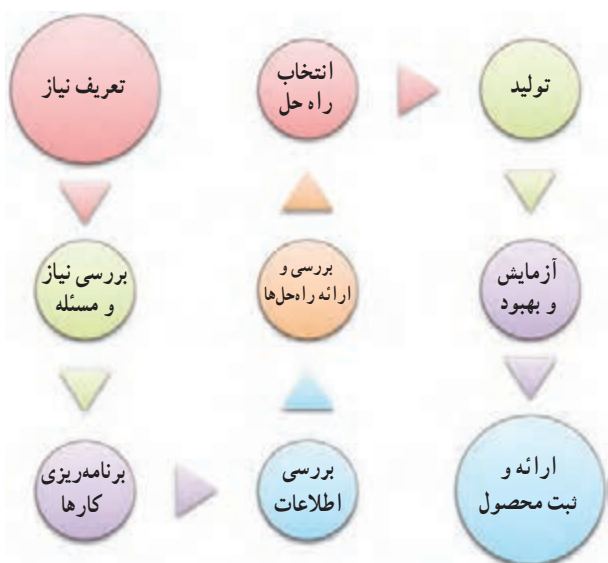 تعریف نیاز
بررسی نیاز
و مسئله
برنامه‌ریزی
کارها
بررسی
اطلاعات
بررسی و
ارائه راه‌حل‌ها
انتخاب
راه حل
تولید
آزمایش
و بهبود
ارائه و
ثبت محصول